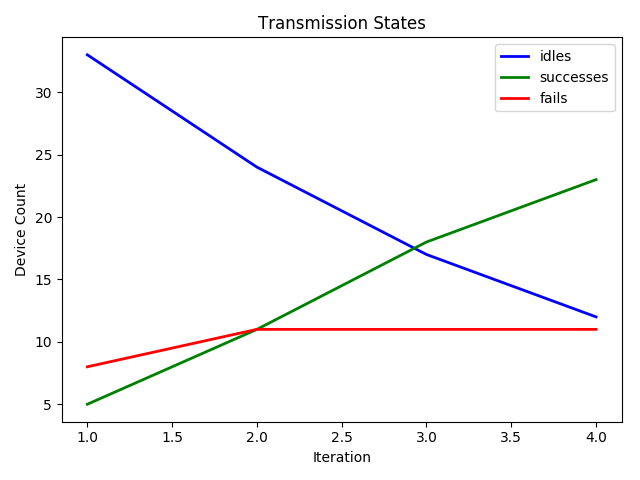 Transmission States
idles
successes
fails
Device Count
30
25
20
15
10
5
1.0 1.5 2.0 2.5 3.0 3.5 4.0
Iteration